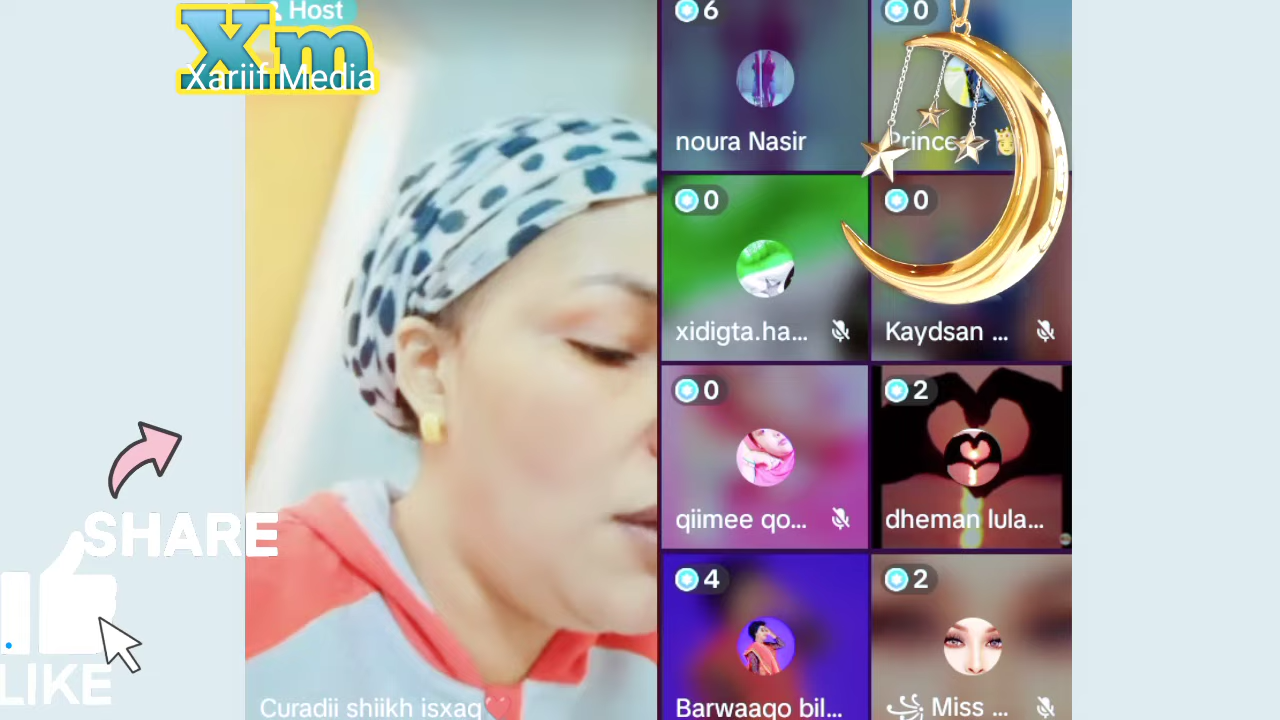 Host
Xm
Xariif Media
6
0
noura Nasir
Princess
0
0
xidigta.ha...
Kaydsan ...
0
2
qiimee qo...
dheman lula...
SHARE
4
2
LIKE
Curadii shiikh isxaq
Barwaaqo bil...
Miss ...